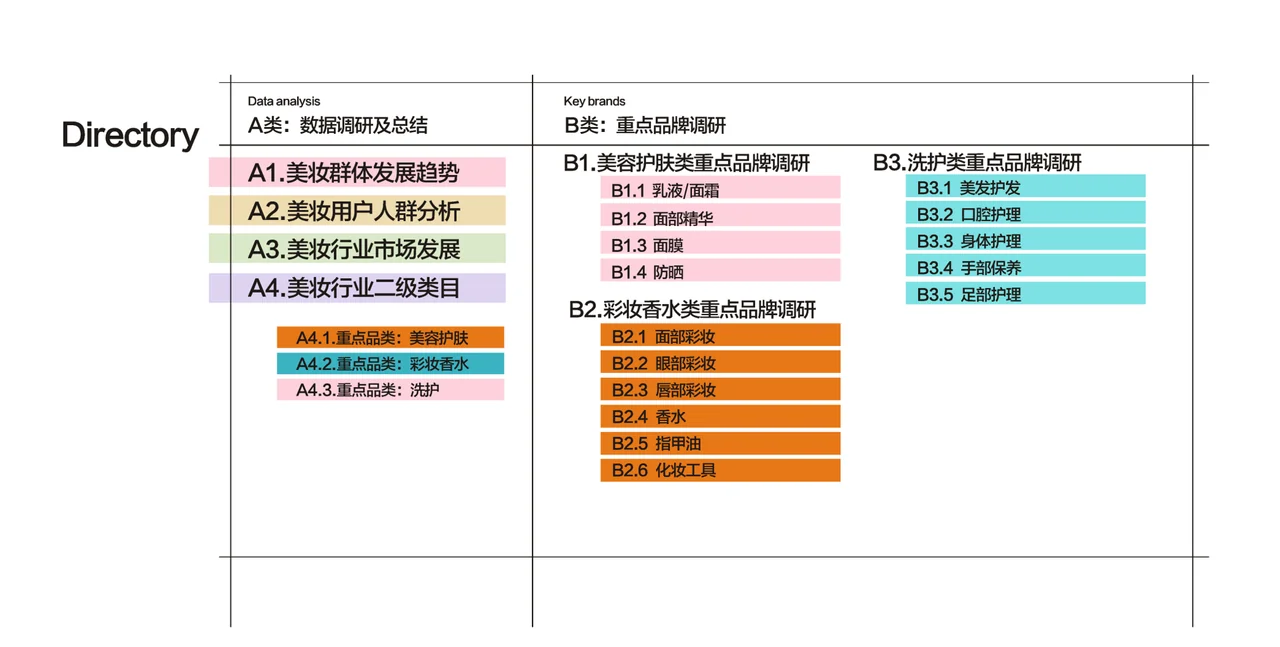 Directory
Data analysis
A类：数据调研及总结
A1.美妆群体发展趋势
A2.美妆用户人群分析
A3.美妆行业市场发展
A4.美妆行业二级类目
A4.1.重点品类：美容护肤
A4.2.重点品类：彩妆香水
A4.3.重点品类：洗护
Key brands
B类：重点品牌调研
B1.美容护肤类重点品牌调研
B1.1 乳液/面霜
B1.2 面部精华
B1.3 面膜
B1.4 防晒
B2.彩妆香水类重点品牌调研
B2.1 面部彩妆
B2.2 眼部彩妆
B2.3 唇部彩妆
B2.4 香水
B2.5 指甲油
B2.6 化妆工具
B3.洗护类重点品牌调研
B3.1 美发护发
B3.2 口腔护理
B3.3 身体护理
B3.4 手部保养
B3.5 足部护理